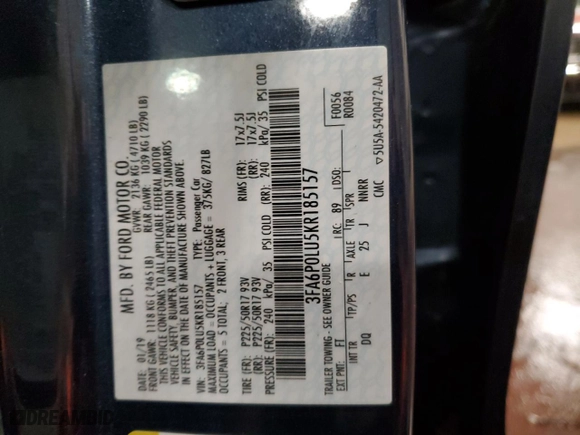 MFD. BY FORD MOTOR CO.
DATE: 01/19 GVWR: 2136 KG ( 4710 LB)
FRONT GAWR: 1118 KG ( 2465 LB) REAR GAWR: 1039 KG ( 2290 LB)
THIS VEHICLE CONFORMS TO ALL APPLICABLE FEDERAL MOTOR
VEHICLE SAFETY, BUMPER, AND THEFT PREVENTION STANDARDS
IN EFFECT ON THE DATE OF MANUFACTURE SHOWN ABOVE.
VIN: 3FA6P0LU5KR185157 TYPE: Passenger Car
MAXIMUM LOAD = OCCUPANTS + LUGGAGE = 375KG/ 827LB
OCCUPANTS = 5 TOTAL; 2 FRONT, 3 REAR
TIRE (FR): P225/50R17 93V RIMS (FR): 17x7.5J
(RR): P225/50R17 93V (RR): 17x7.5J
COLD PRESSURE (FR): 240 kPa/ 35 PSI COLD (RR): 240 kPa/ 35 PSI COLD
3FA6P0LU5KR185157
TRAILER TOWING - SEE OWNER GUIDE F0056
R0084
EXT PNT: FT RC: 89 DSO:
INT TR TP/PS R AXLE TR SPR
DQ E 25 J NNRR
CMC ▽5U5A-5420472-AA
DREAMBID